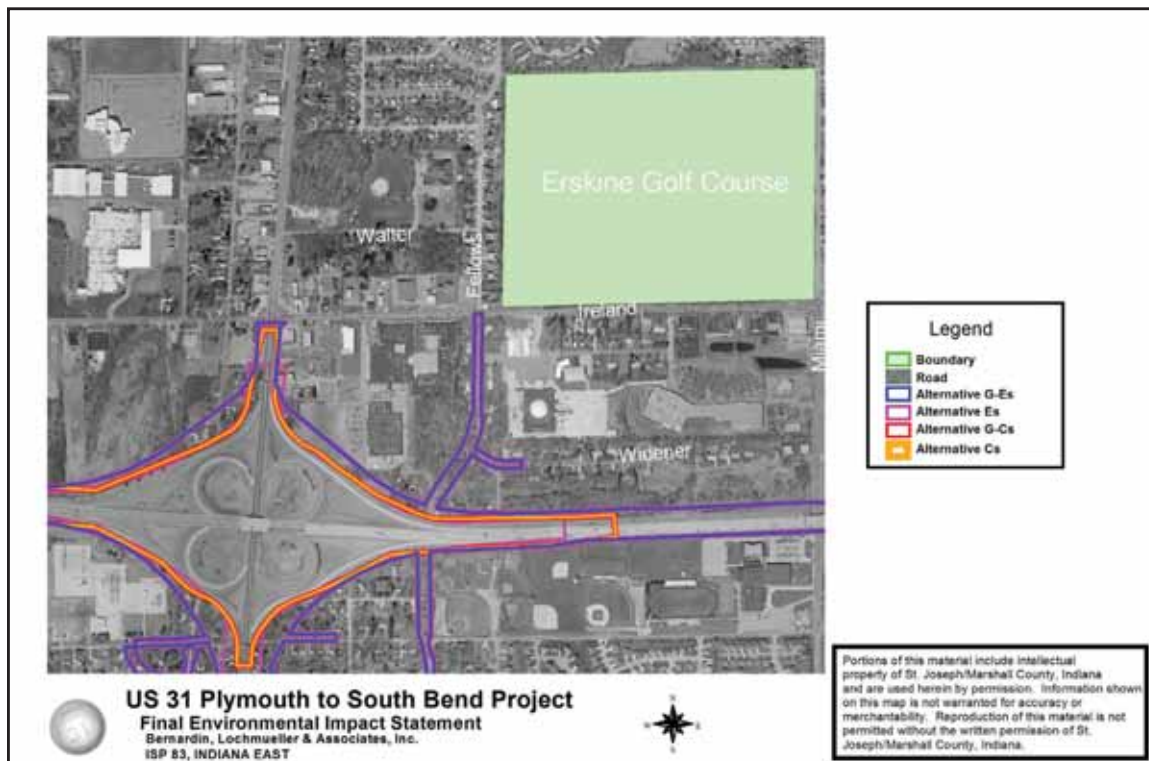 Erskine Golf Course
Walter
Fellows
Ireland
Miami
Widener
Legend
Boundary
Road
Alternative G-Es
Alternative Es
Alternative G-Cs
Alternative Cs
US 31 Plymouth to South Bend Project
Final Environmental Impact Statement
Bernardin, Lochmueller & Associates, Inc.
ISP 83, INDIANA EAST
N
E
S
Portions of this material include intellectual
property of St. Joseph/Marshall County, Indiana
and are used herein by permission. Information shown
on this map is not warranted for accuracy or
merchantability. Reproduction of this material is not
permitted without the written permission of St.
Joseph/Marshall County, Indiana.